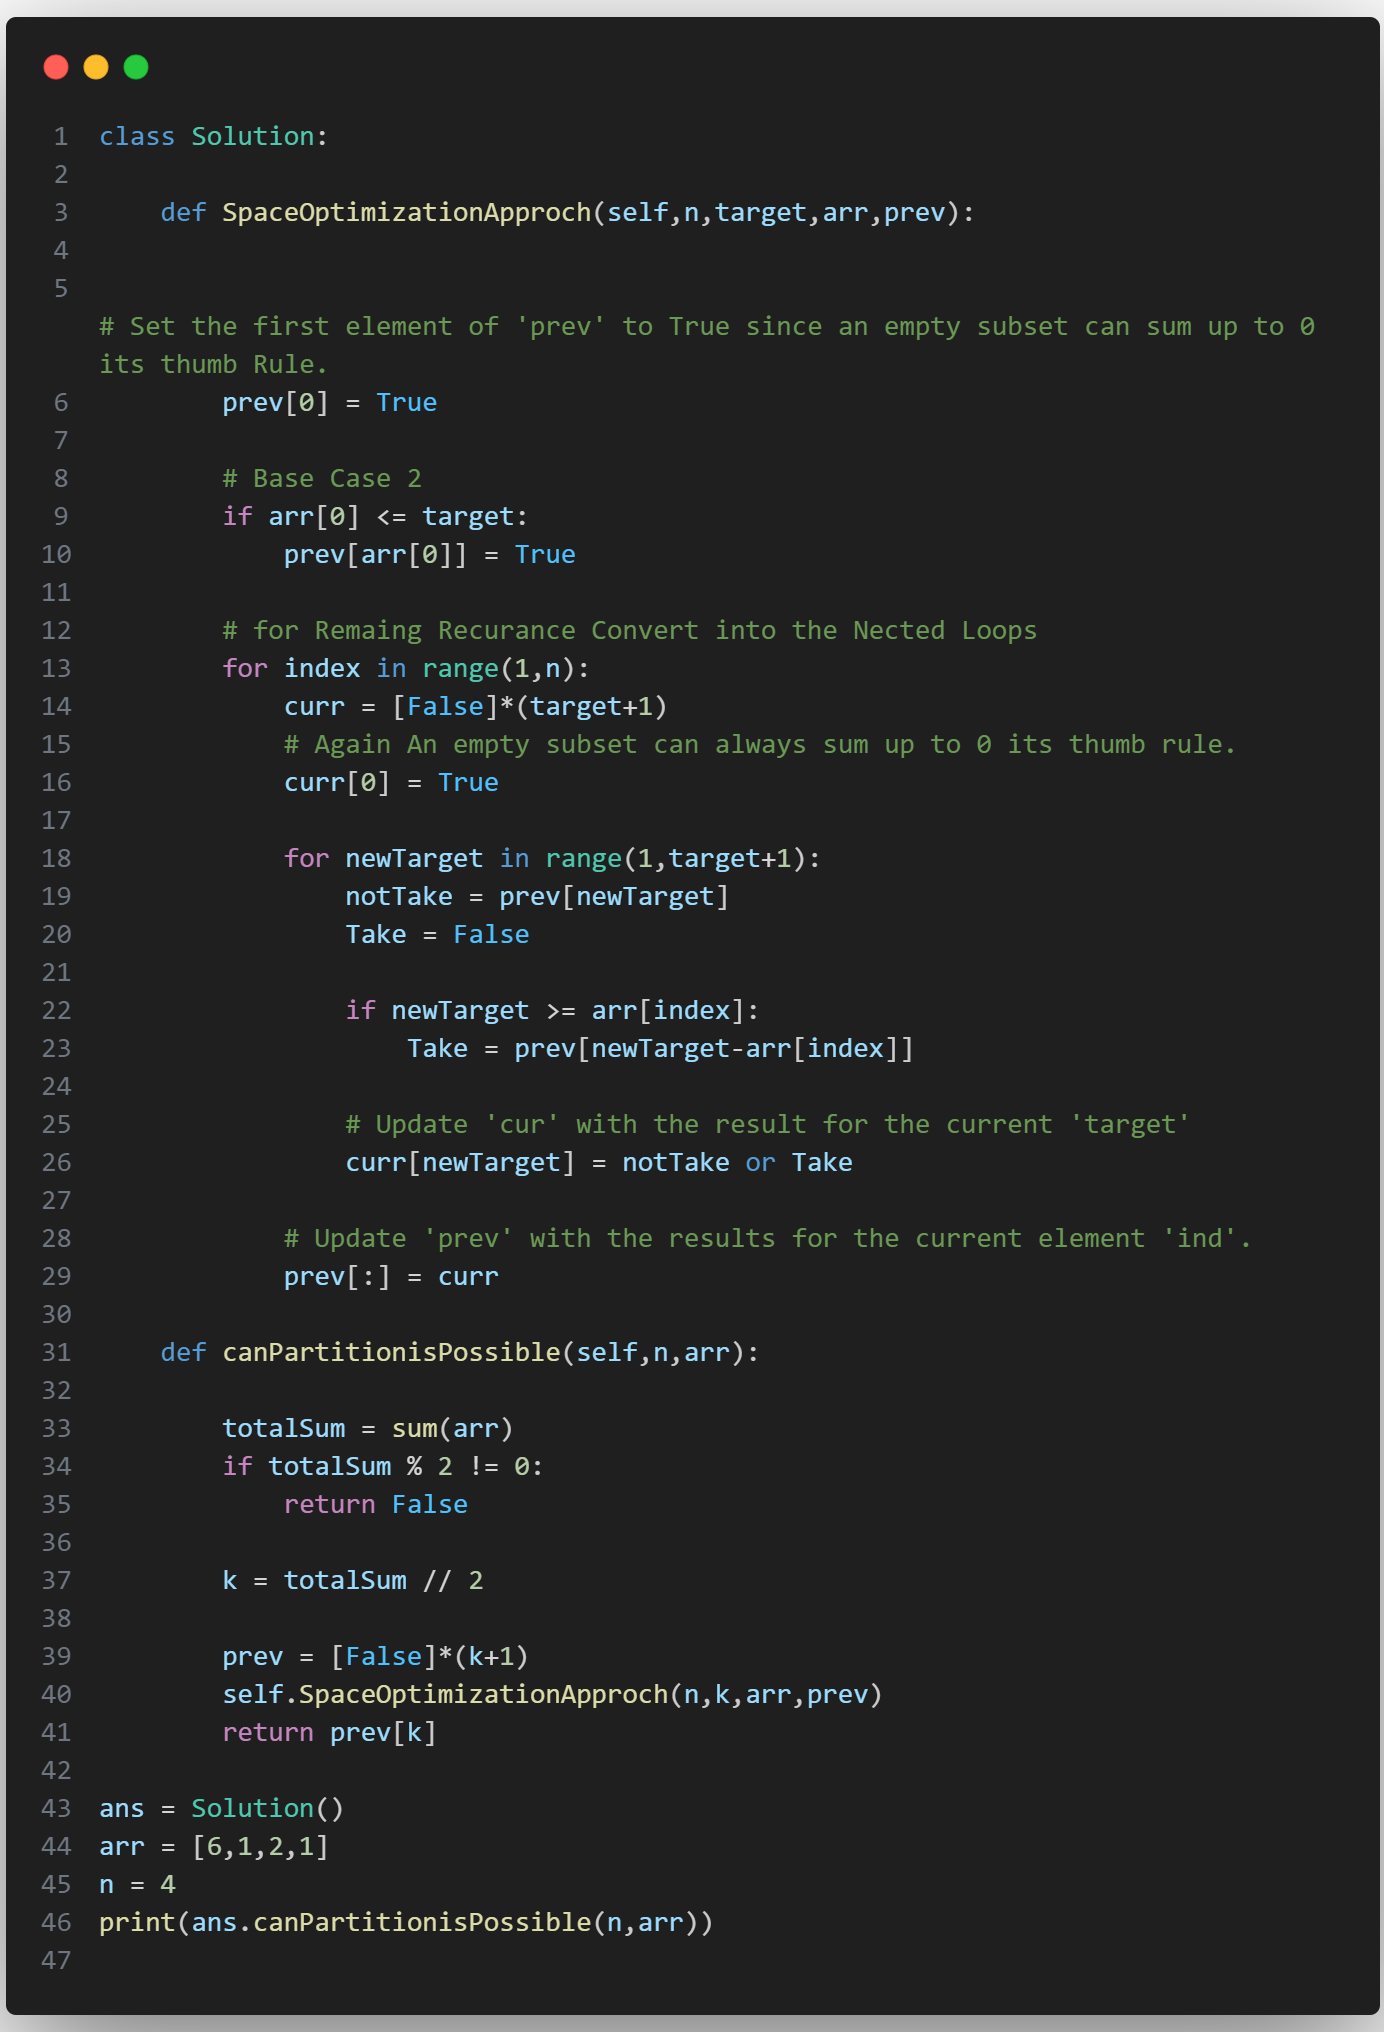 1 class Solution:
2
3     def SpaceOptimizationApproch(self,n,target,arr,prev):
4
5
# Set the first element of 'prev' to True since an empty subset can sum up to 0
its thumb Rule.
6         prev[0] = True
7
8         # Base Case 2
9         if arr[0] <= target:
10             prev[arr[0]] = True
11
12         # for Remaing Recurance Convert into the Nected Loops
13         for index in range(1,n):
14             curr = [False]*(target+1)
15             # Again An empty subset can always sum up to 0 its thumb rule.
16             curr[0] = True
17
18             for newTarget in range(1,target+1):
19                 notTake = prev[newTarget]
20                 Take = False
21
22                 if newTarget >= arr[index]:
23                     Take = prev[newTarget-arr[index]]
24
25                 # Update 'cur' with the result for the current 'target'
26                 curr[newTarget] = notTake or Take
27
28             # Update 'prev' with the results for the current element 'ind'.
29             prev[:] = curr
30
31     def canPartitionisPossible(self,n,arr):
32
33         totalSum = sum(arr)
34         if totalSum % 2 != 0:
35             return False
36
37         k = totalSum // 2
38
39         prev = [False]*(k+1)
40         self.SpaceOptimizationApproch(n,k,arr,prev)
41         return prev[k]
42
43 ans = Solution()
44 arr = [6,1,2,1]
45 n = 4
46 print(ans.canPartitionisPossible(n,arr))
47